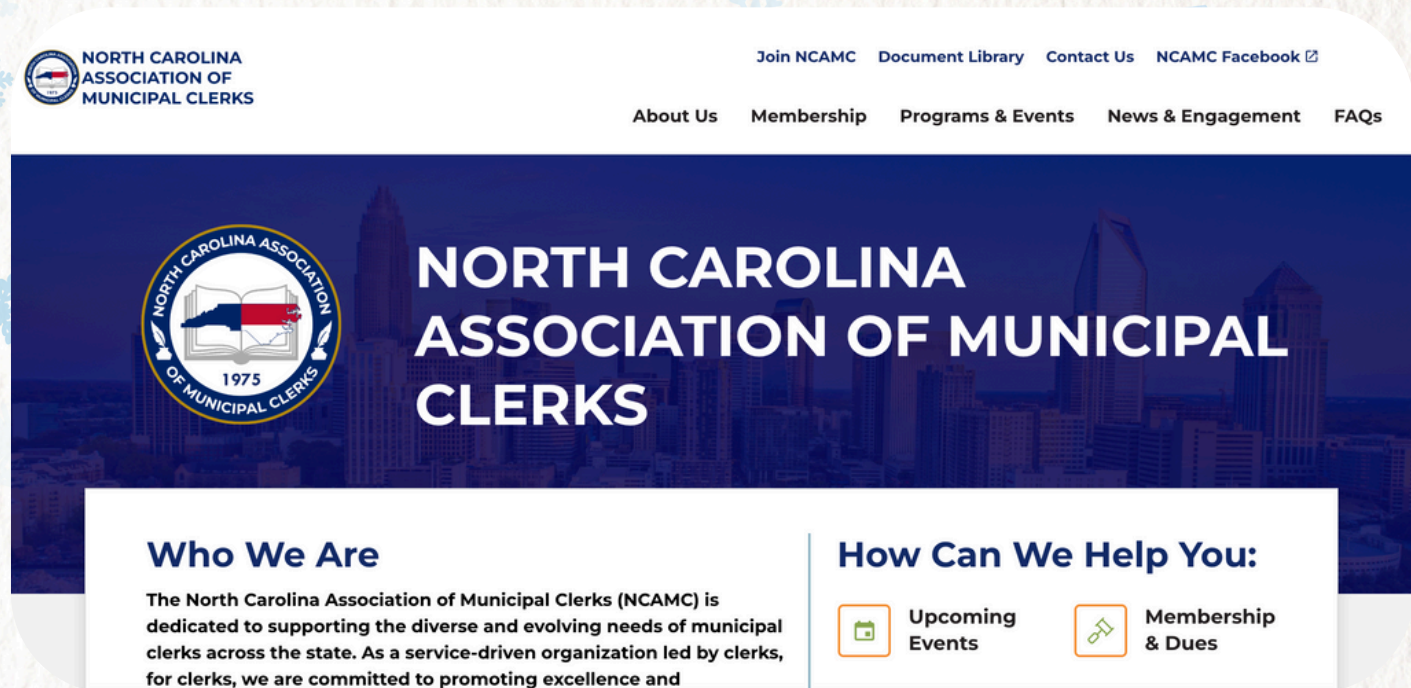 NORTH CAROLINA
ASSOCIATION OF
MUNICIPAL CLERKS
Join NCAMC Document Library Contact Us NCAMC Facebook
About Us Membership Programs & Events News & Engagement FAQs
NORTH CAROLINA ASSOCIATION
OF MUNICIPAL CLERKS
1975
NORTH CAROLINA
ASSOCIATION OF MUNICIPAL
CLERKS
Who We Are
The North Carolina Association of Municipal Clerks (NCAMC) is
dedicated to supporting the diverse and evolving needs of municipal
clerks across the state. As a service-driven organization led by clerks,
for clerks, we are committed to promoting excellence and
How Can We Help You:
Upcoming
Events
Membership
& Dues